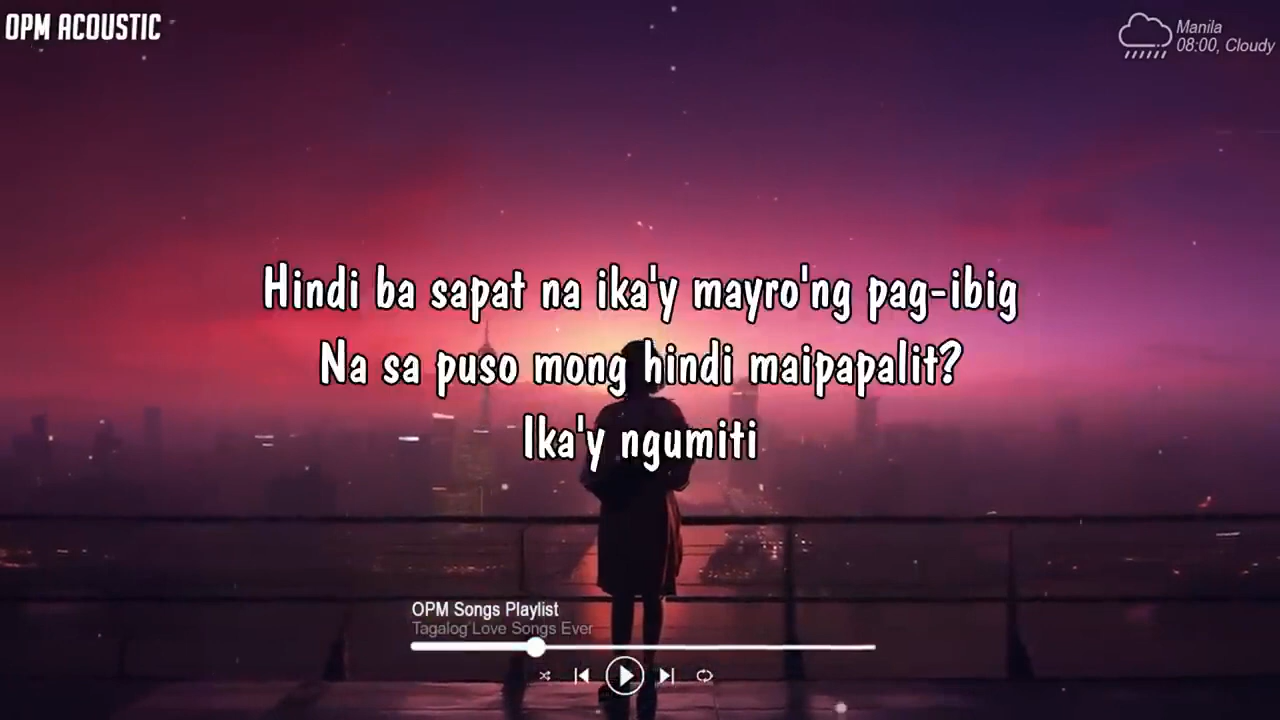 OPM ACOUSTIC
Manila
08:00, Cloudy
Hindi ba sapat na ika'y mayro'ng pag-ibig
Na sa puso mong hindi maipapalit?
Ika'y ngumiti
OPM Songs Playlist
Tagalog Love Songs Ever